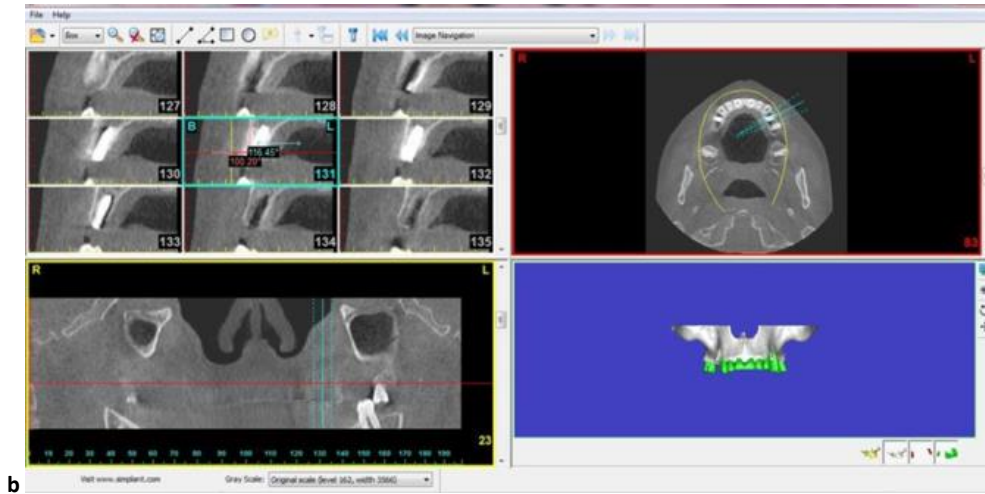 File Help
Box Image Navigation
127 128 129
130 B L 116.45° 100.20° 131 132
133 134 135
R L
83
R L
23
10 20 30 40 50 60 70 80 90 100 110 120 130 140 150 160 170 180 190
Visit www.simplant.com Gray Scale: Original scale (level 162, width 3566)
b